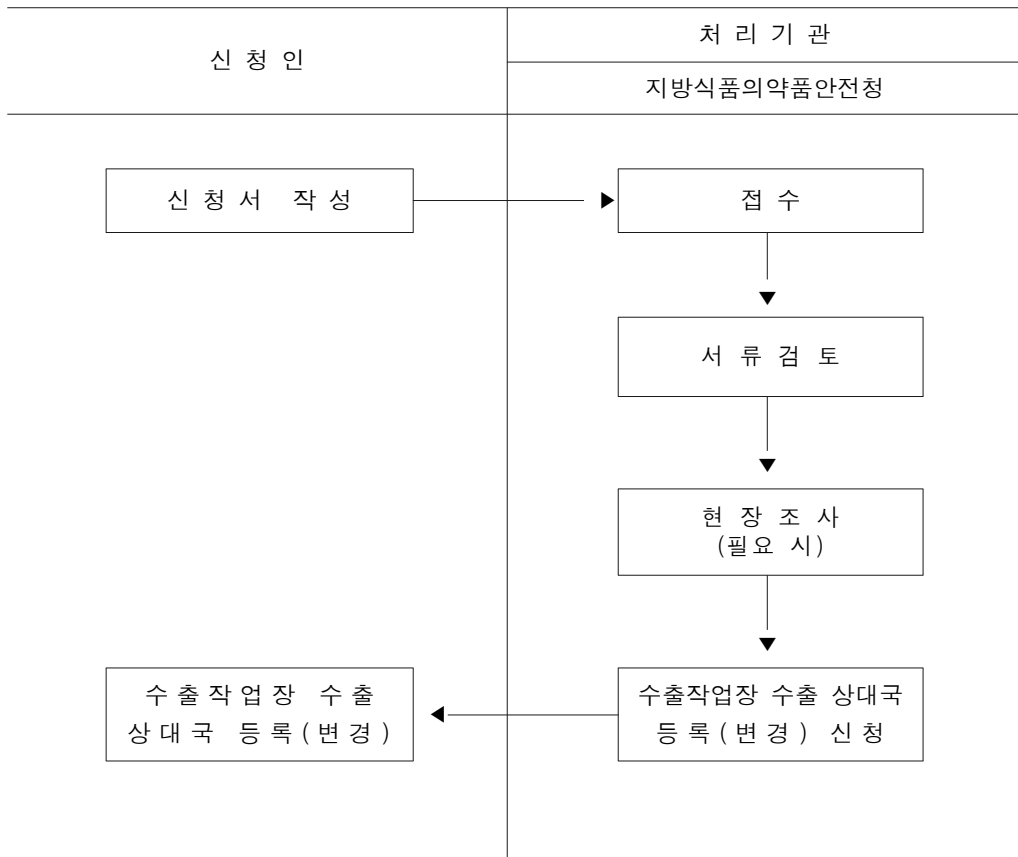 신 청 인
처 리 기 관
지방식품의약품안전청
신 청 서 작 성
접 수
서 류 검 토
현 장 조 사
(필요 시)
수 출 작 업 장 수 출
상 대 국 등 록 ( 변 경 )
수출작업장 수출 상대국
등 록 ( 변 경 ) 신 청